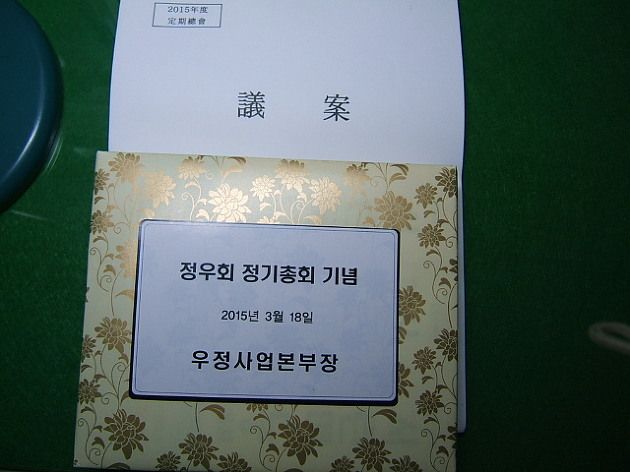 2015年度
定期總會
議 案
정우회 정기총회 기념
2015년 3월 18일
우정사업본부장